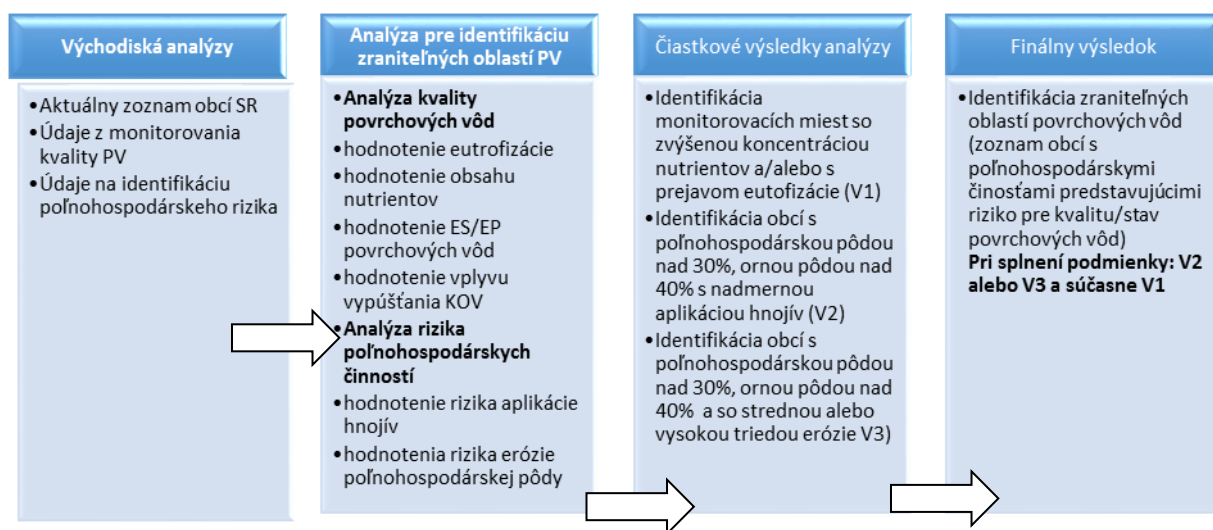 Východiská analýzy
•Aktuálny zoznam obcí SR
•Údaje z monitorovania
kvality PV
•Údaje na identifikáciu
poľnohospodárskeho rizika
Analýza pre identifikáciu
zraniteľných oblastí PV
•Analýza kvality
povrchových vôd
•hodnotenie eutrofizácie
•hodnotenie obsahu
nutrientov
•hodnotenie ES/EP
povrchových vôd
•hodnotenie vplyvu
vypúšťania KOV
•Analýza rizika
poľnohospodárskych
činností
•hodnotenie rizika aplikácie
hnojív
•hodnotenia rizika erózie
poľnohospodárskej pôdy
Čiastkové výsledky analýzy
•Identifikácia
monitorovacích miest so
zvýšenou koncentráciou
nutrientov a/alebo s
prejavom eutofizácie (V1)
•Identifikácia obcí s
poľnohospodárskou pôdou
nad 30%, ornou pôdou nad
40% s nadmernou
aplikáciou hnojív (V2)
•Identifikácia obcí s
poľnohospodárskou pôdou
nad 30%, ornou pôdou nad
40% a so strednou alebo
vysokou triedou erózie V3)
Finálny výsledok
•Identifikácia zraniteľných
oblastí povrchových vôd
(zoznam obcí s
poľnohospodárskymi
činosťami predstavujúcimi
riziko pre kvalitu/stav
povrchových vôd)
Pri splnení podmienky: V2
alebo V3 a súčasne V1